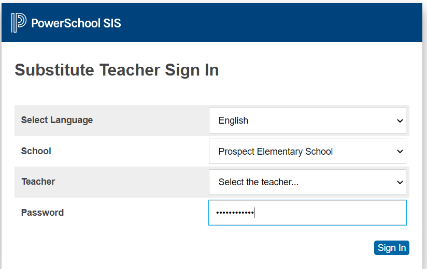 PowerSchool SIS
Substitute Teacher Sign In
Select Language English
School Prospect Elementary School
Teacher Select the teacher...
Password ••••••••••••
Sign In